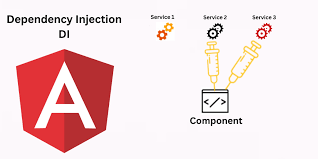 Dependency Injection
DI
Service 1
Service 2
Service 3
A
</>
Component